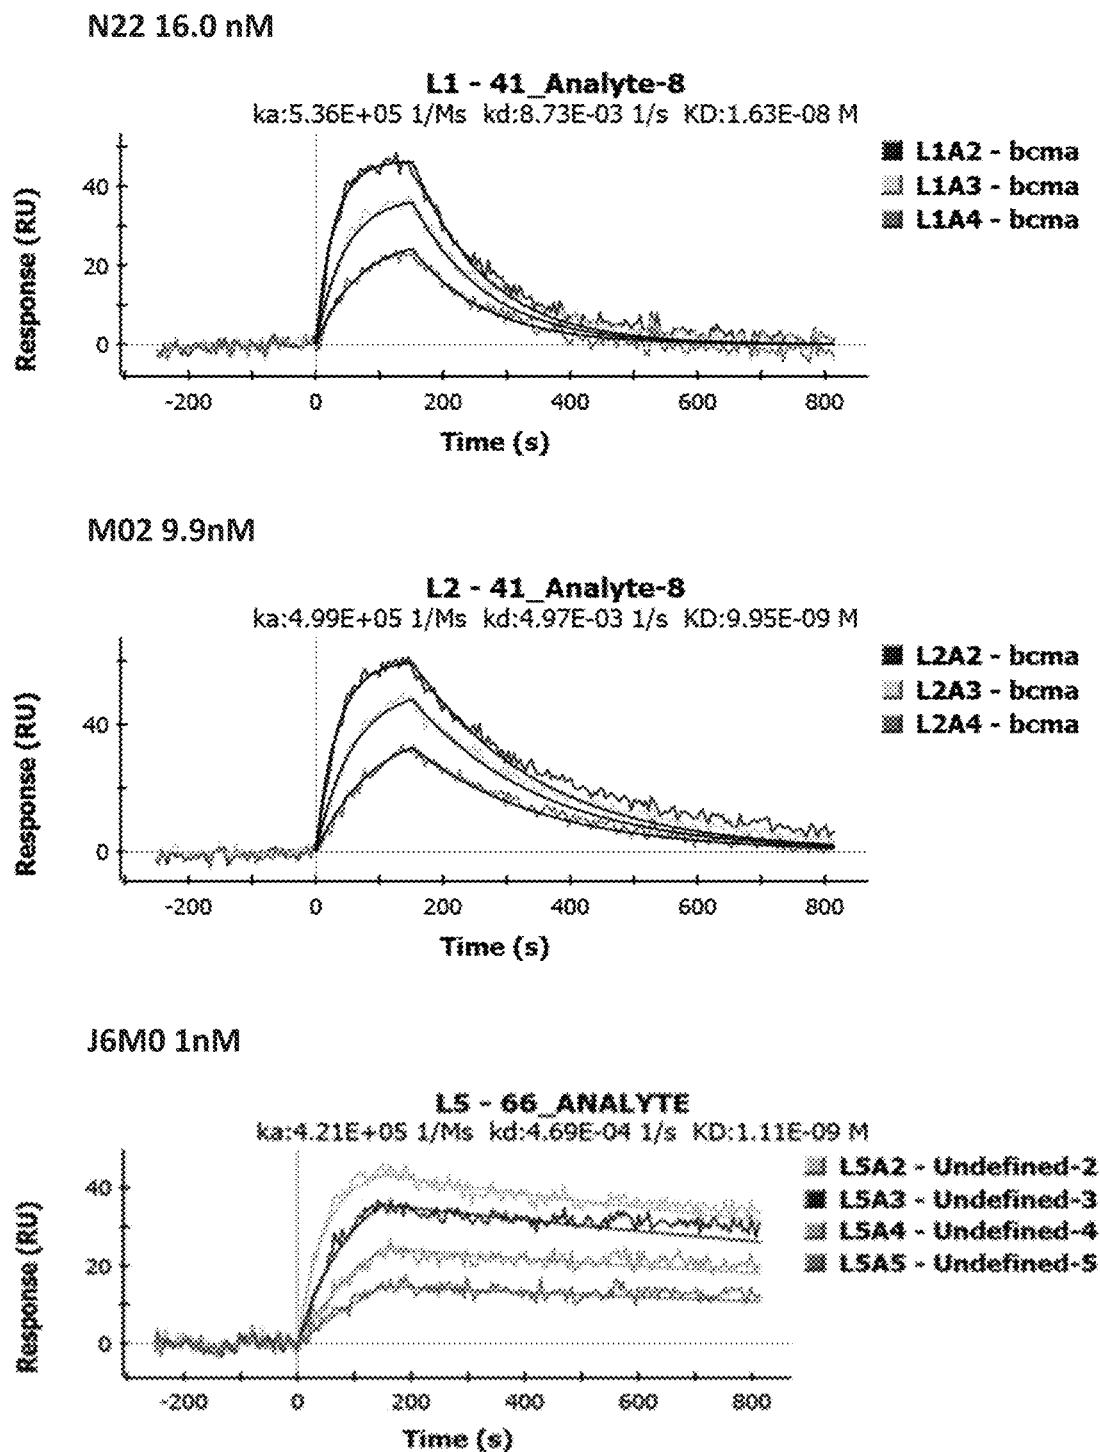 N22 16.0 nM
L1 - 41_Analyte-8
ka:5.36E+05 1/Ms kd:8.73E-03 1/s KD:1.63E-08 M
L1A2 - bcma
L1A3 - bcma
L1A4 - bcma
Response (RU)
40
20
0
-200 0 200 400 600 800
Time (s)
M02 9.9nM
L2 - 41_Analyte-8
ka:4.99E+05 1/Ms kd:4.97E-03 1/s KD:9.95E-09 M
L2A2 - bcma
L2A3 - bcma
L2A4 - bcma
Response (RU)
40
0
-200 0 200 400 600 800
Time (s)
J6M0 1nM
L5 - 66_ANALYTE
ka:4.21E+05 1/Ms kd:4.69E-04 1/s KD:1.11E-09 M
L5A2 - Undefined-2
L5A3 - Undefined-3
L5A4 - Undefined-4
L5A5 - Undefined-5
Response (RU)
40
20
0
-200 0 200 400 600 800
Time (s)